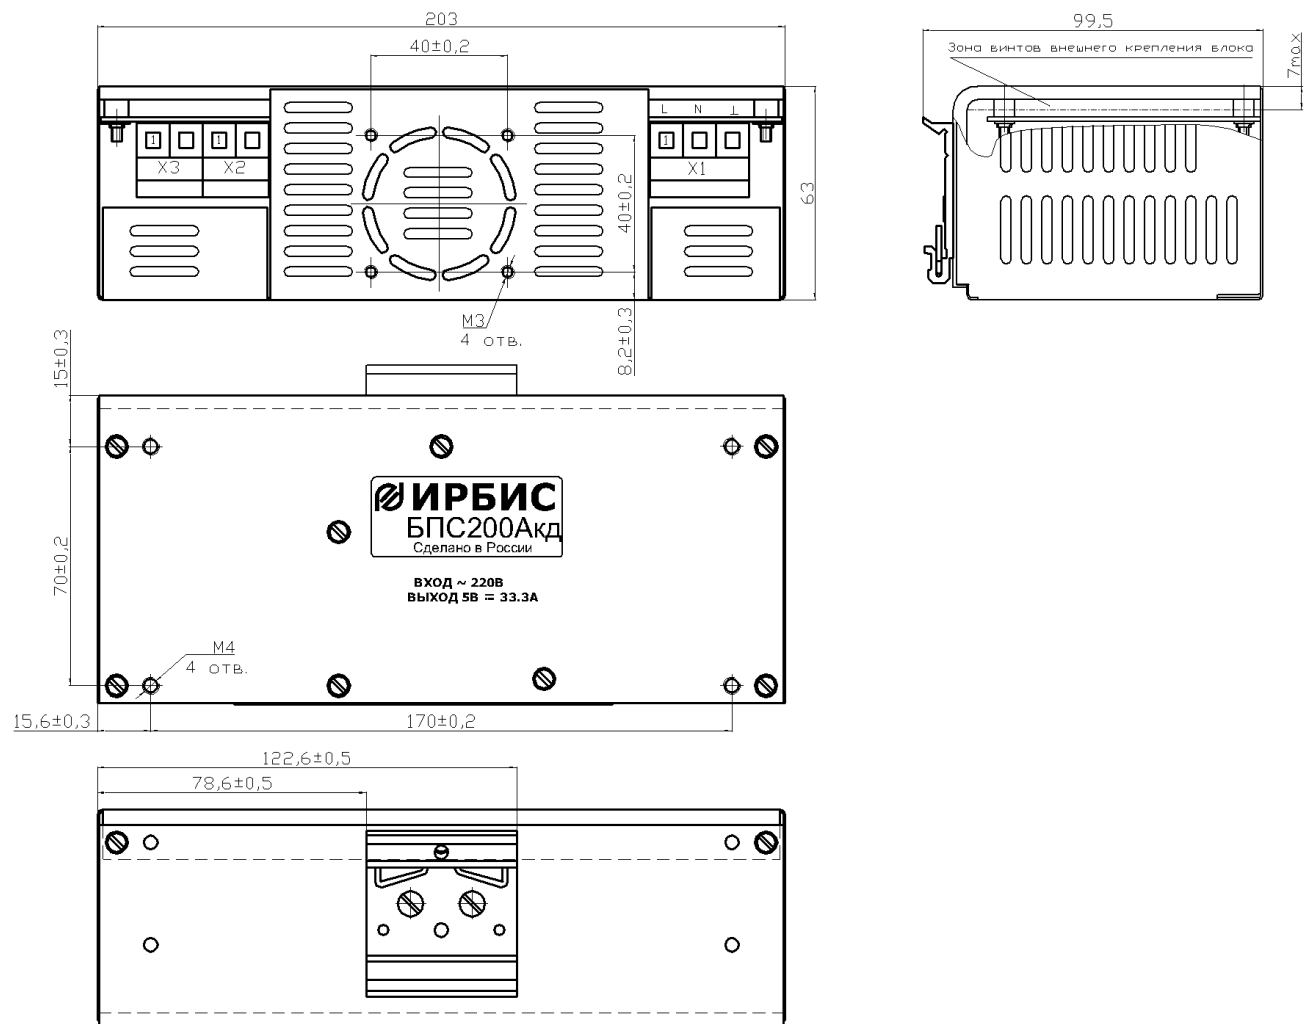 203
40±0,2
L N ⊥
1 1 1
X3 X2 X1
40±0,2
63
M3
4 отв.
8,2±0,3
99,5
Зона винтов внешнего крепления блока
7max
15±0,3
70±0,2
ИРБИС
БПС200Акд
Сделано в России
ВХОД ~ 220В
ВЫХОД 5В = 33.3А
M4
4 отв.
15,6±0,3
170±0,2
122,6±0,5
78,6±0,5